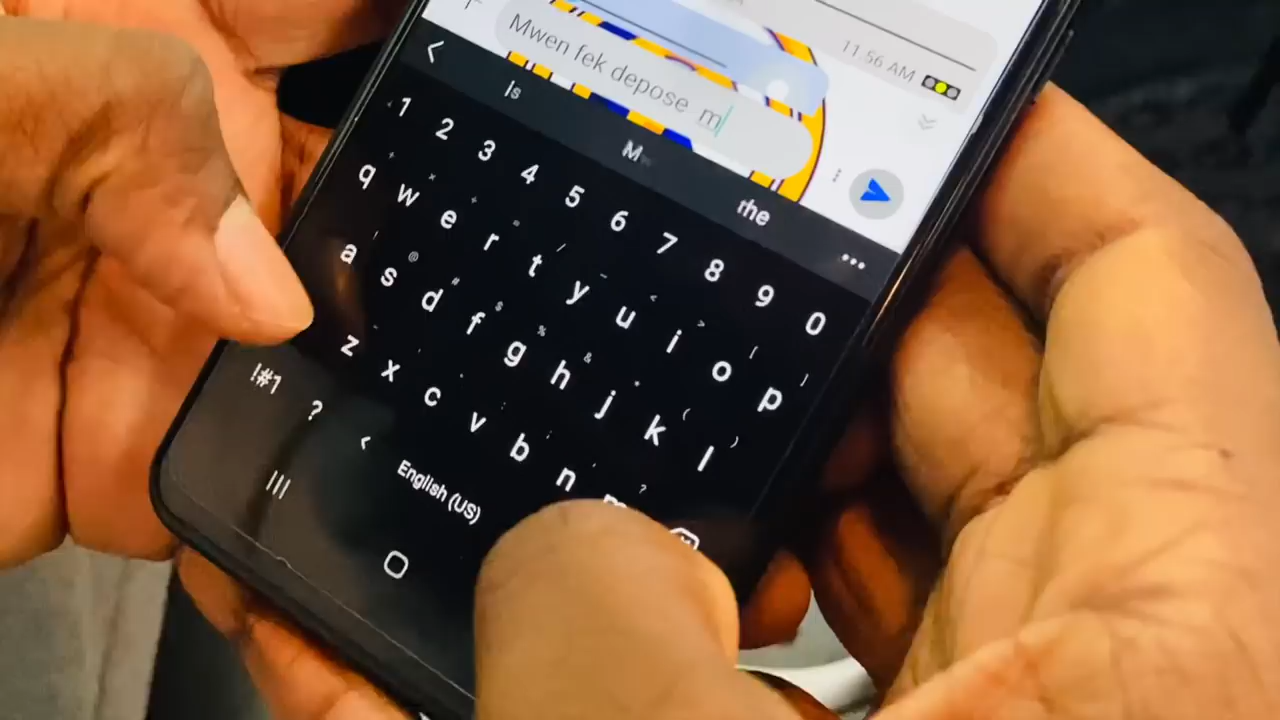 11:56 AM
Mwen fek depose m
Is
M
the
1 2 3 4 5 6 7 8 9 0
q w e r t y u i o p
a s d f g h j k l
z x c v b n m
!#1 ? < English (US)